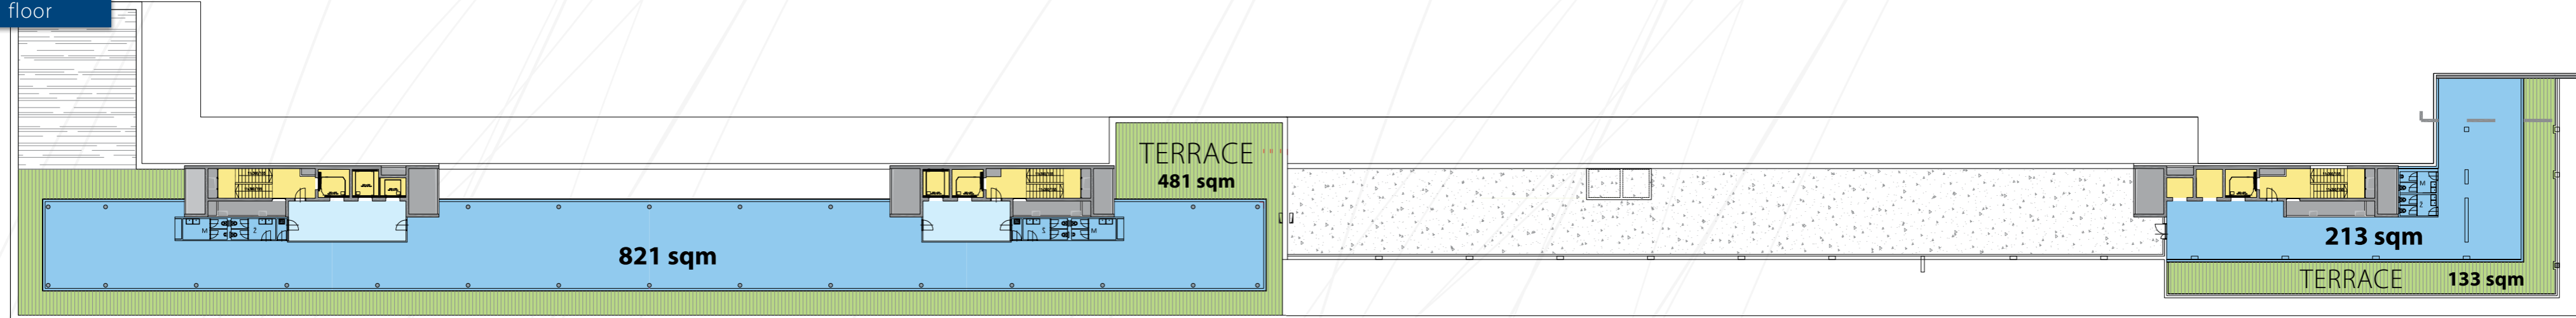 floor
TERRACE
481 sqm
821 sqm
M
Ž
Ž
M
M
Ž
213 sqm
TERRACE 133 sqm